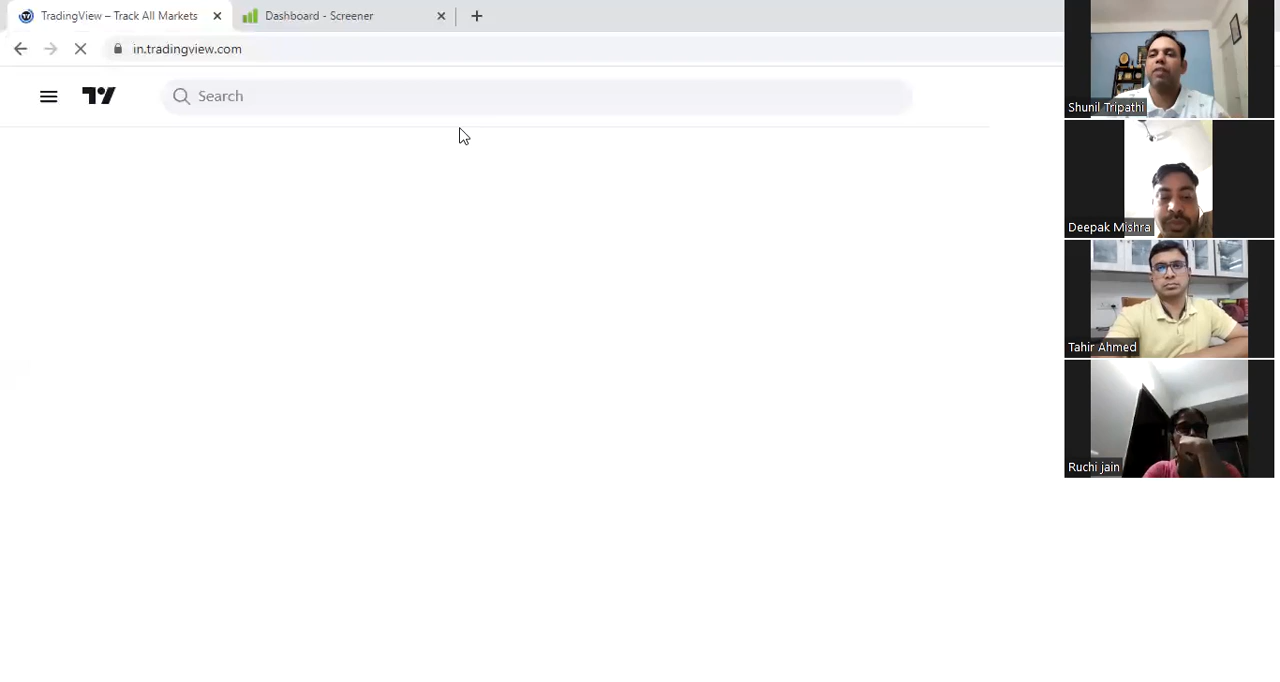 TradingView – Track All Markets
Dashboard - Screener
in.tradingview.com
Search
Shunil Tripathi
Deepak Mishra
Tahir Ahmed
Ruchi jain